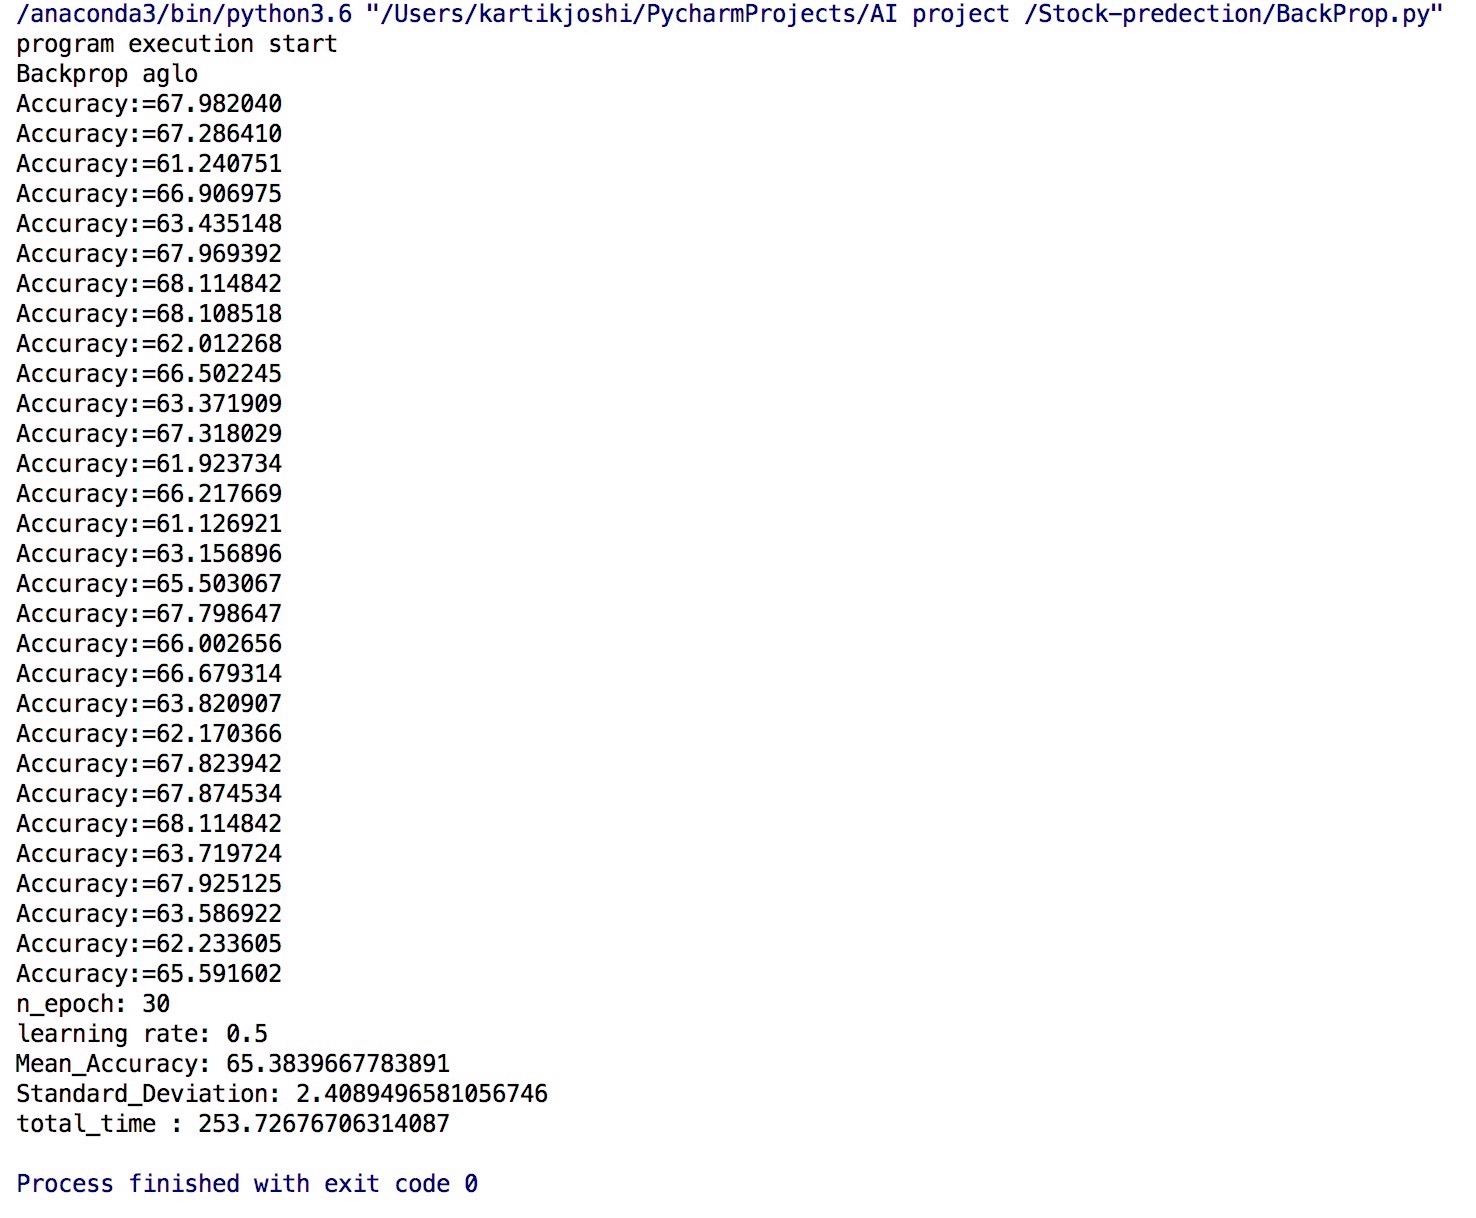 /anaconda3/bin/python3.6 "/Users/kartikjoshi/PycharmProjects/AI project /Stock-predection/BackProp.py"
program execution start
Backprop aglo
Accuracy:=67.982040
Accuracy:=67.286410
Accuracy:=61.240751
Accuracy:=66.906975
Accuracy:=63.435148
Accuracy:=67.969392
Accuracy:=68.114842
Accuracy:=68.108518
Accuracy:=62.012268
Accuracy:=66.502245
Accuracy:=63.371909
Accuracy:=67.318029
Accuracy:=61.923734
Accuracy:=66.217669
Accuracy:=61.126921
Accuracy:=63.156896
Accuracy:=65.503067
Accuracy:=67.798647
Accuracy:=66.002656
Accuracy:=66.679314
Accuracy:=63.820907
Accuracy:=62.170366
Accuracy:=67.823942
Accuracy:=67.874534
Accuracy:=68.114842
Accuracy:=63.719724
Accuracy:=67.925125
Accuracy:=63.586922
Accuracy:=62.233605
Accuracy:=65.591602
n_epoch: 30
learning rate: 0.5
Mean_Accuracy: 65.3839667783891
Standard_Deviation: 2.4089496581056746
total_time : 253.72676706314087
Process finished with exit code 0